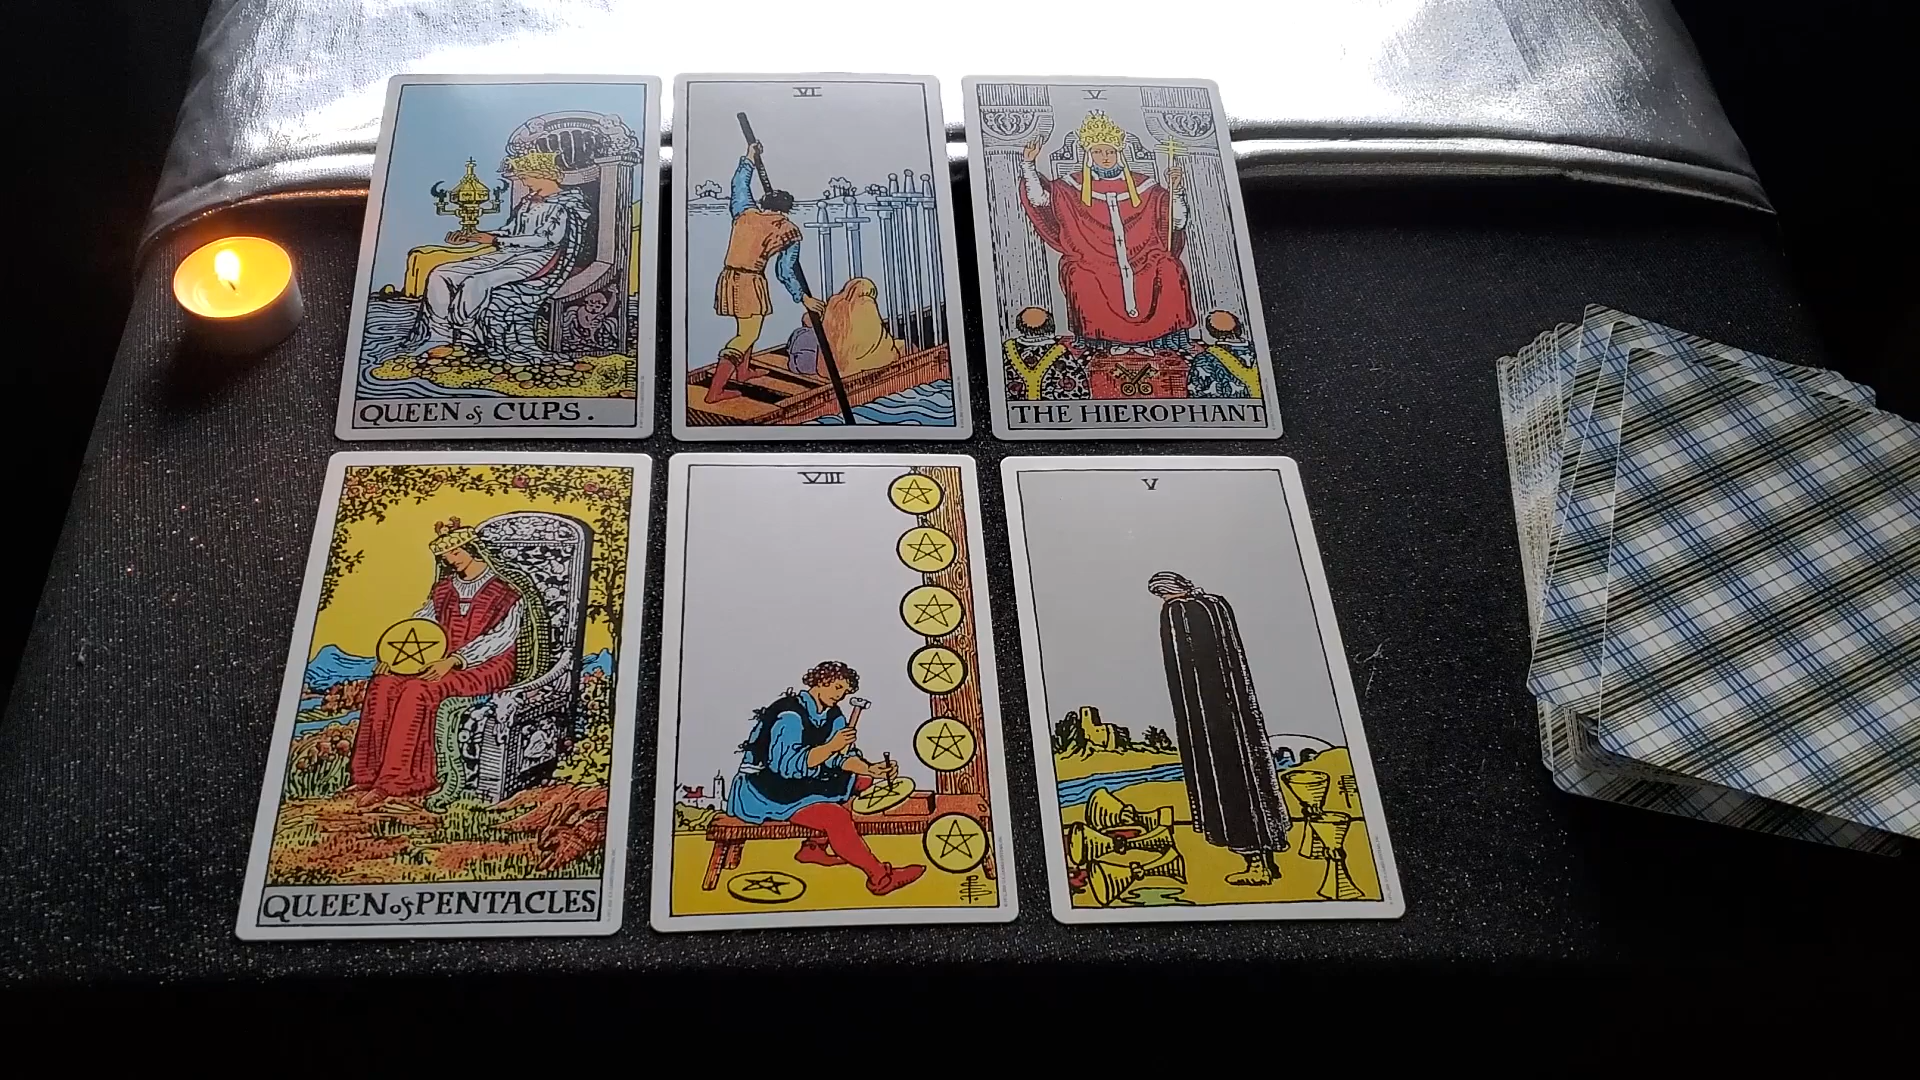 QUEEN of CUPS.
VI
V
THE HIEROPHANT
QUEEN of PENTACLES
VIII
V